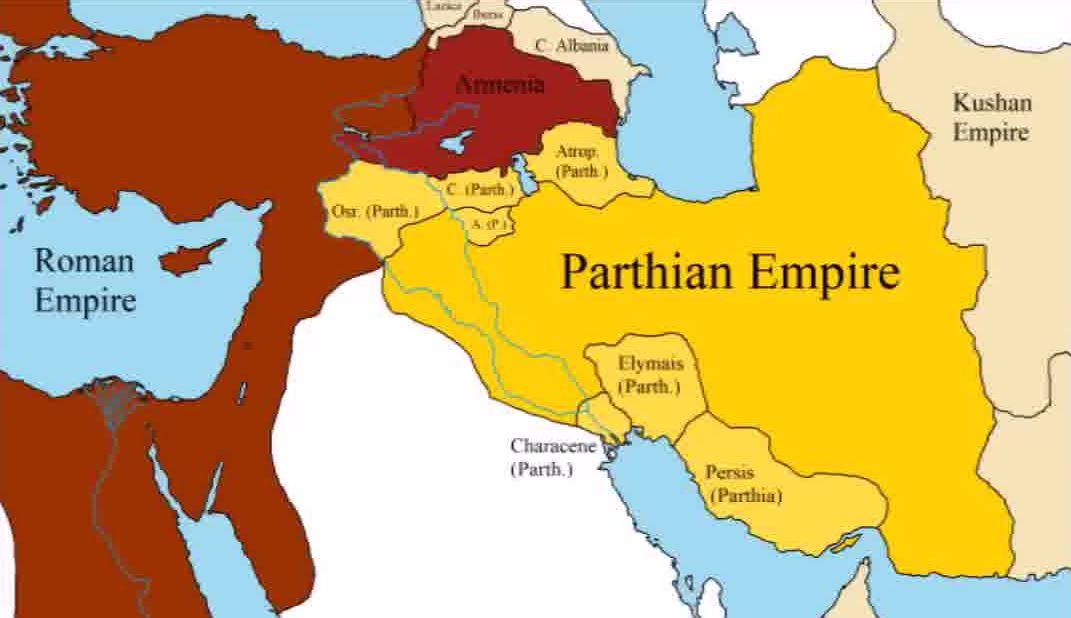 Lazica
Iberia
C. Albania
Armenia
Kushan
Empire
Atrop.
(Parth.)
C. (Parth.)
Osr. (Parth.)
A. (P.)
Roman
Empire
Parthian Empire
Elymais
(Parth.)
Characene
(Parth.)
Persis
(Parthia)